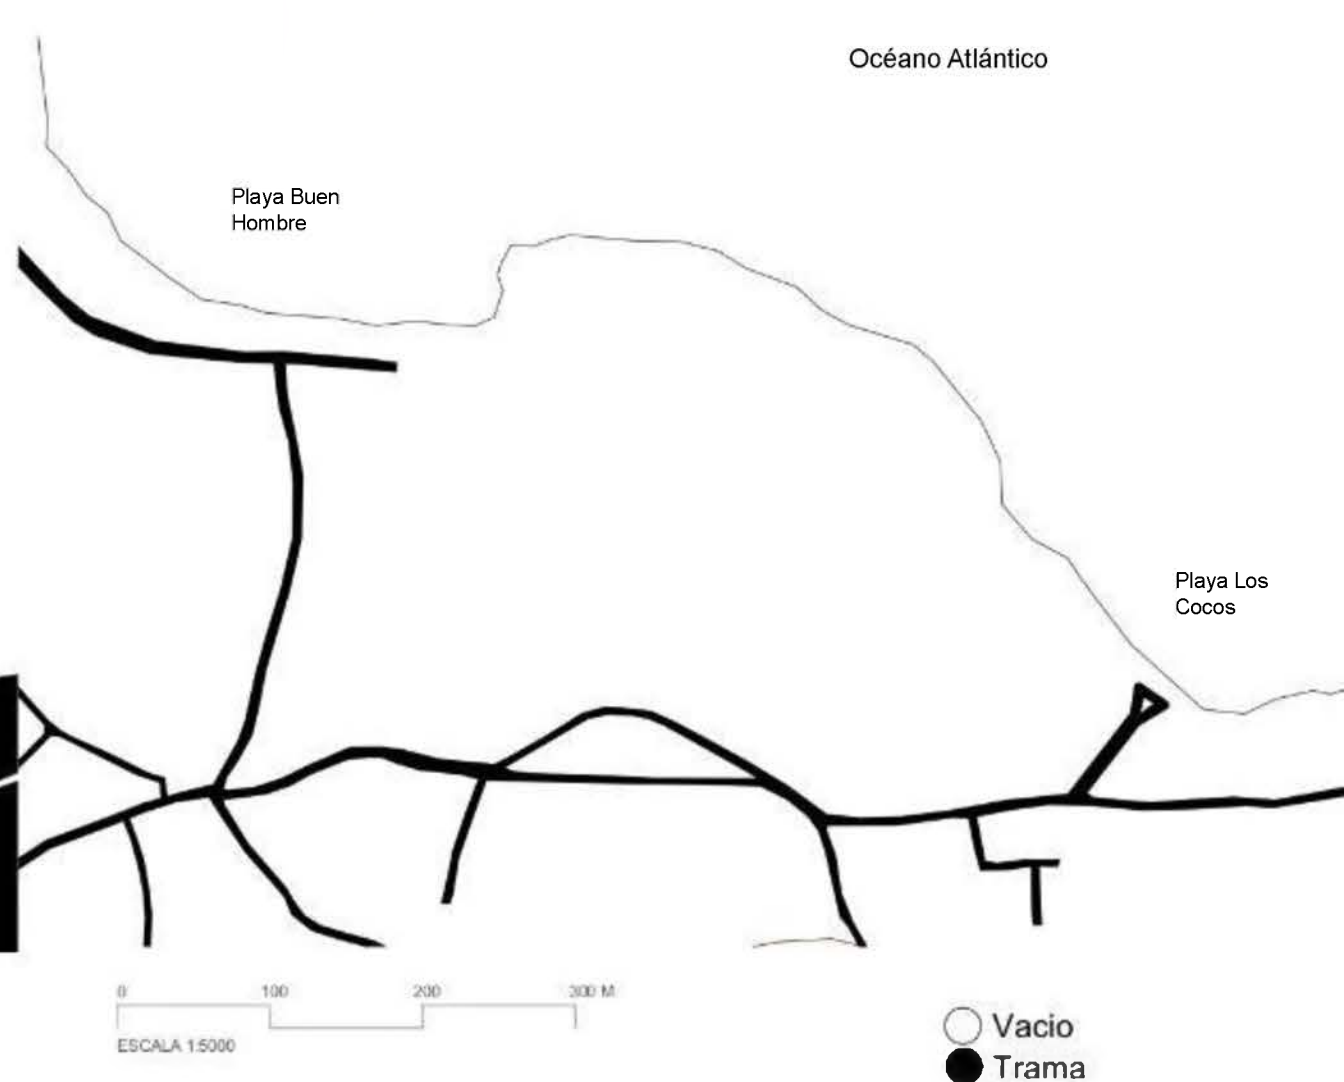 Océano Atlántico
Playa Buen
Hombre
Playa Los
Cocos
0 100 200 300 M
ESCALA 1:5000
Vacio
Trama